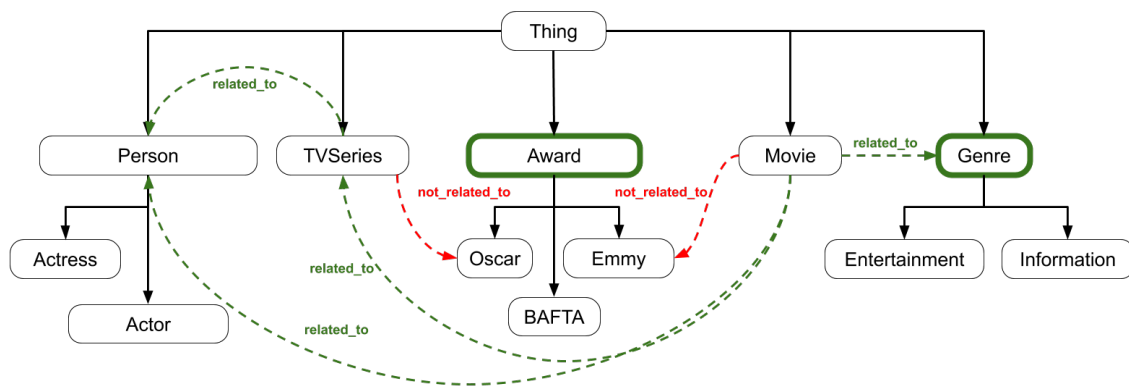 Thing
related_to
Person
TVSeries
Award
Movie
related_to
Genre
not_related_to
not_related_to
Actress
Oscar
Emmy
Entertainment
Information
related_to
Actor
related_to
BAFTA